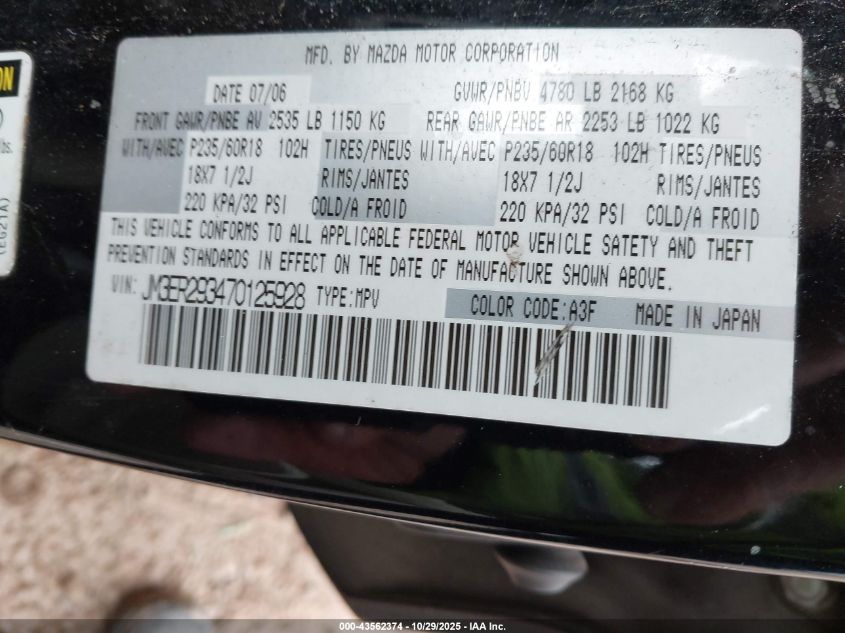 MFD. BY MAZDA MOTOR CORPORATION
DATE 07/06 GVWR/PNBV 4780 LB 2168 KG
FRONT GAWR/PNBE AV 2535 LB 1150 KG REAR GAWR/PNBE AR 2253 LB 1022 KG
WITH/AVEC P235/60R18 102H TIRES/PNEUS WITH/AVEC P235/60R18 102H TIRES/PNEUS
18X7 1/2J RIMS/JANTES 18X7 1/2J RIMS/JANTES
220 KPA/32 PSI COLD/A FROID 220 KPA/32 PSI COLD/A FROID
THIS VEHICLE CONFORMS TO ALL APPLICABLE FEDERAL MOTOR VEHICLE SAFETY AND THEFT
PREVENTION STANDARDS IN EFFECT ON THE DATE OF MANUFACTURE SHOWN ABOVE.
VIN: JM3ER293470125928 TYPE:MPV COLOR CODE:A3F MADE IN JAPAN
lbs.
(EG21A)
000-43562374 - 10/29/2025 - IAA Inc.